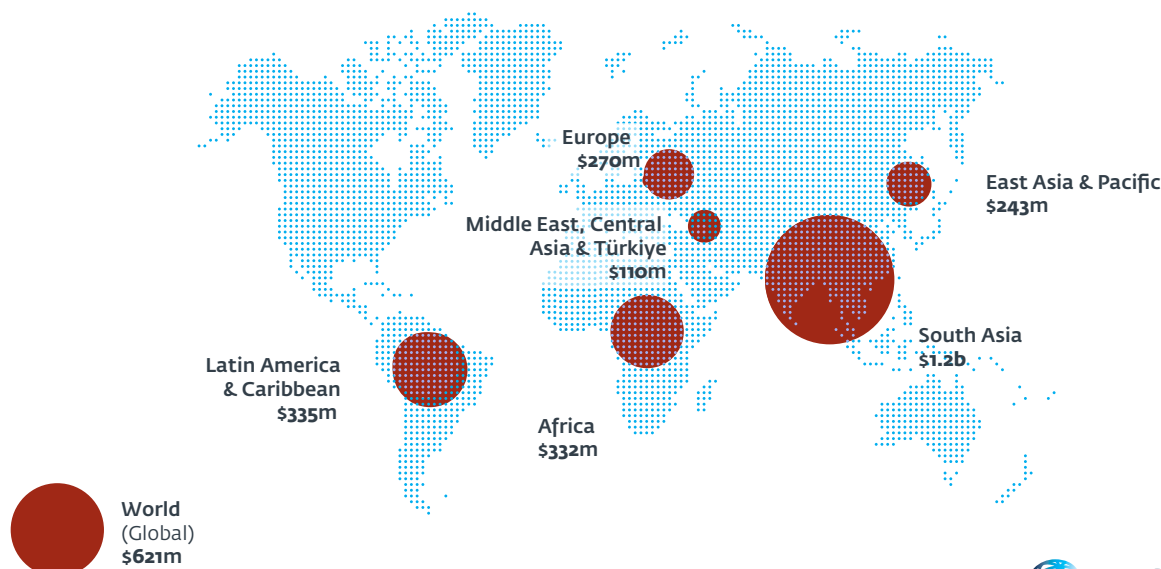 Europe
$270m
East Asia & Pacific
$243m
Middle East, Central
Asia & Türkiye
$110m
South Asia
$1.2b
Latin America
& Caribbean
$335m
Africa
$332m
World
(Global)
$621m